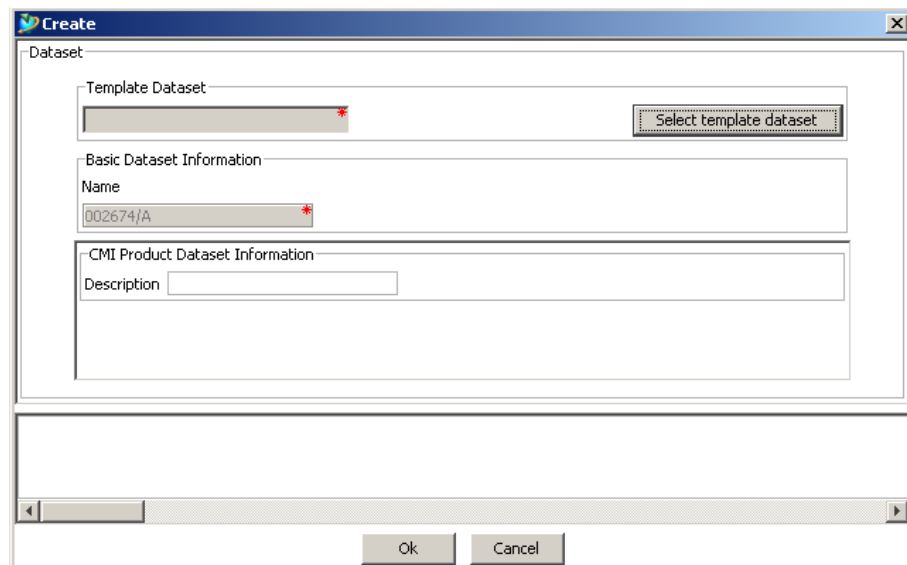 Create
Dataset
Template Dataset
*
Select template dataset
Basic Dataset Information
Name
002674/A *
CMI Product Dataset Information
Description
Ok Cancel